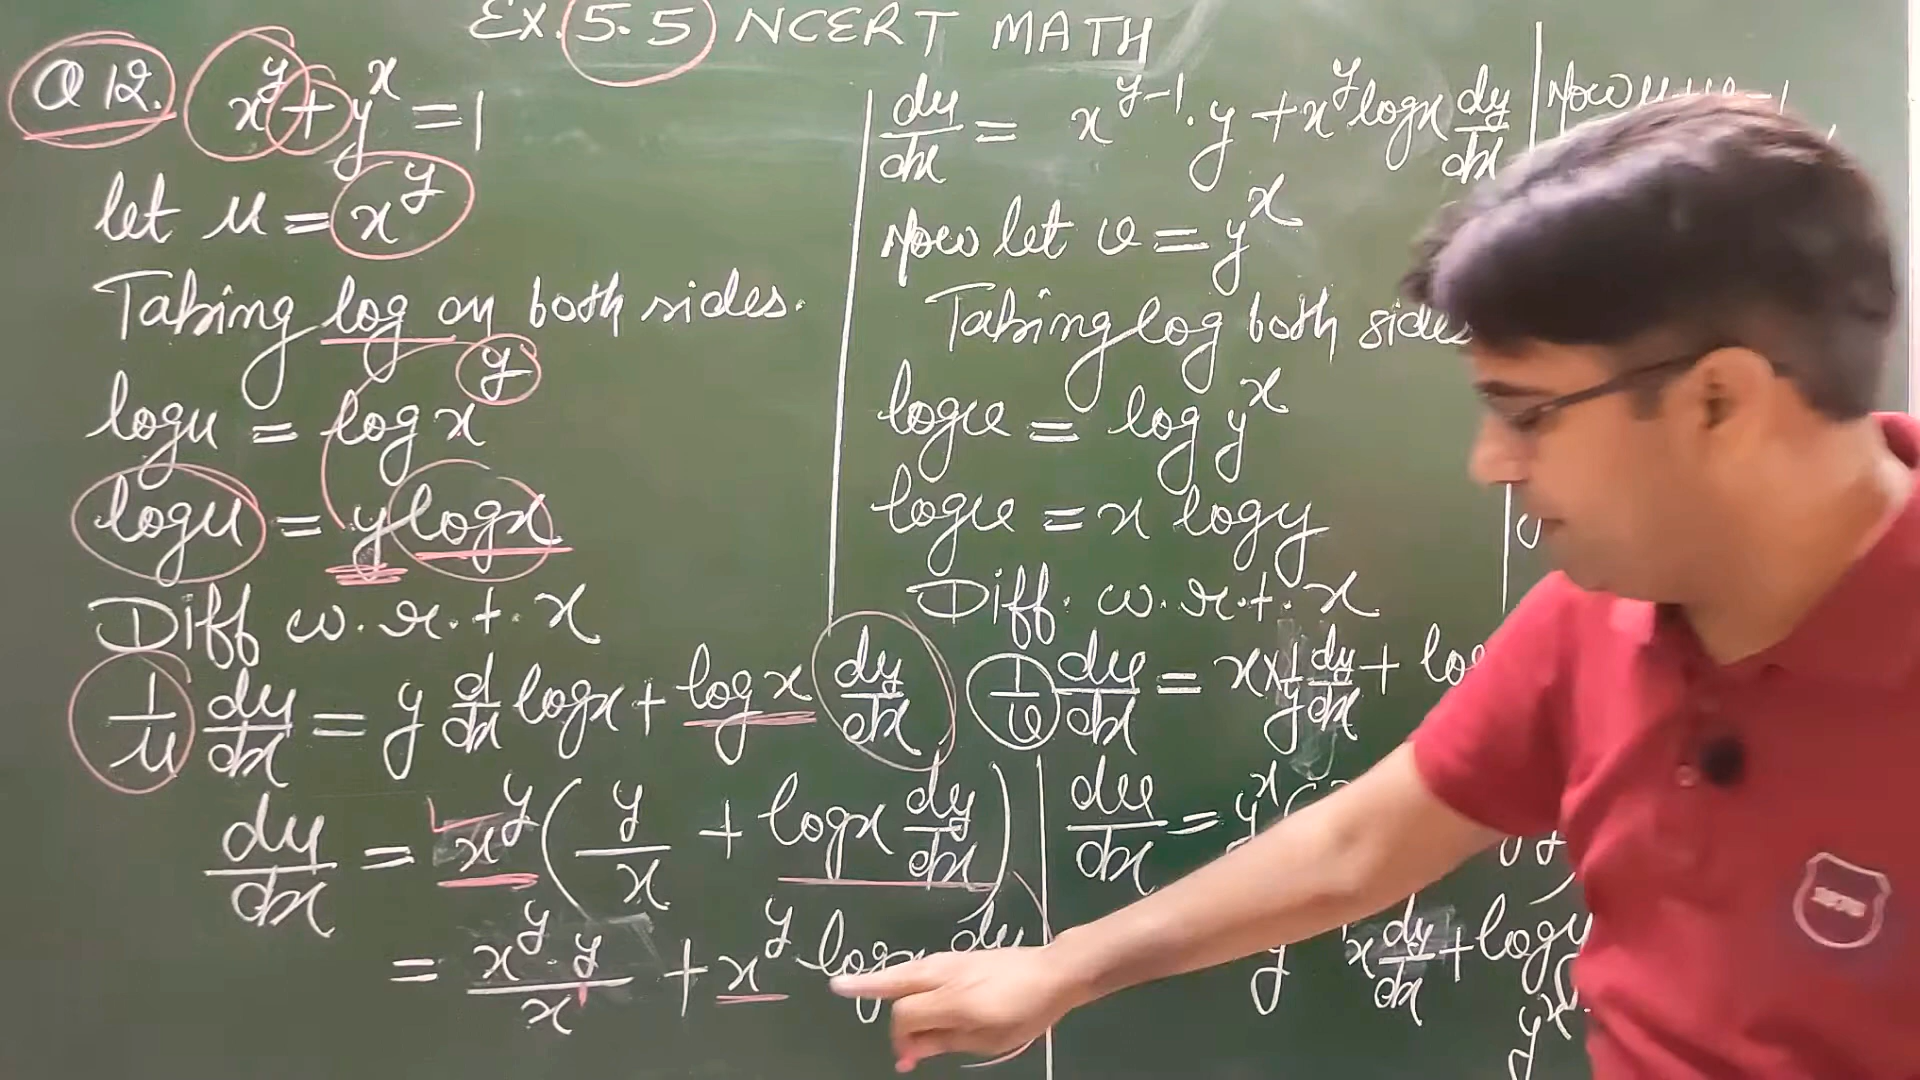 Ex. 5.5 NCERT MATH
Q 12. x^y + y^x = 1
let u = x^y
Taking log on both sides.
log u = log x^y
log u = y log x
Diff w.r.t. x
1/u du/dx = y d/dx log x + log x dy/dx
du/dx = x^y ( y/x + log x dy/dx )
= x^y . y / x + x^y log x dy
du/dx = x^{y-1} . y + x^y log x dy/dx
Now let v = y^x
Taking log both sides
log v = log y^x
log v = x log y
Diff. w.r.t. x
1/v dv/dx = x × 1/y dy/dx +
dv/dx = y^x (
x dy/dx + log y
y^x
Now u + v = 1